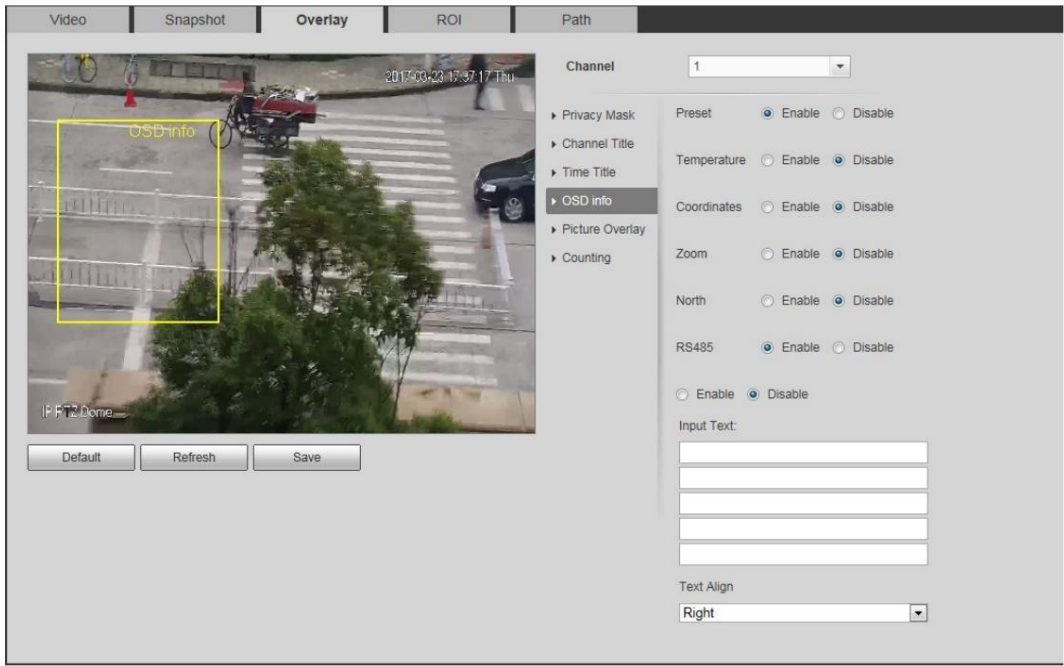 Video Snapshot Overlay ROI Path
2017-03-23 17:37:17 Thu
OSD info
IP PTZ Dome
Default Refresh Save
Channel 1
Privacy Mask
Channel Title
Time Title
OSD info
Picture Overlay
Counting
Preset Enable Disable
Temperature Enable Disable
Coordinates Enable Disable
Zoom Enable Disable
North Enable Disable
RS485 Enable Disable
Enable Disable
Input Text:
Text Align
Right